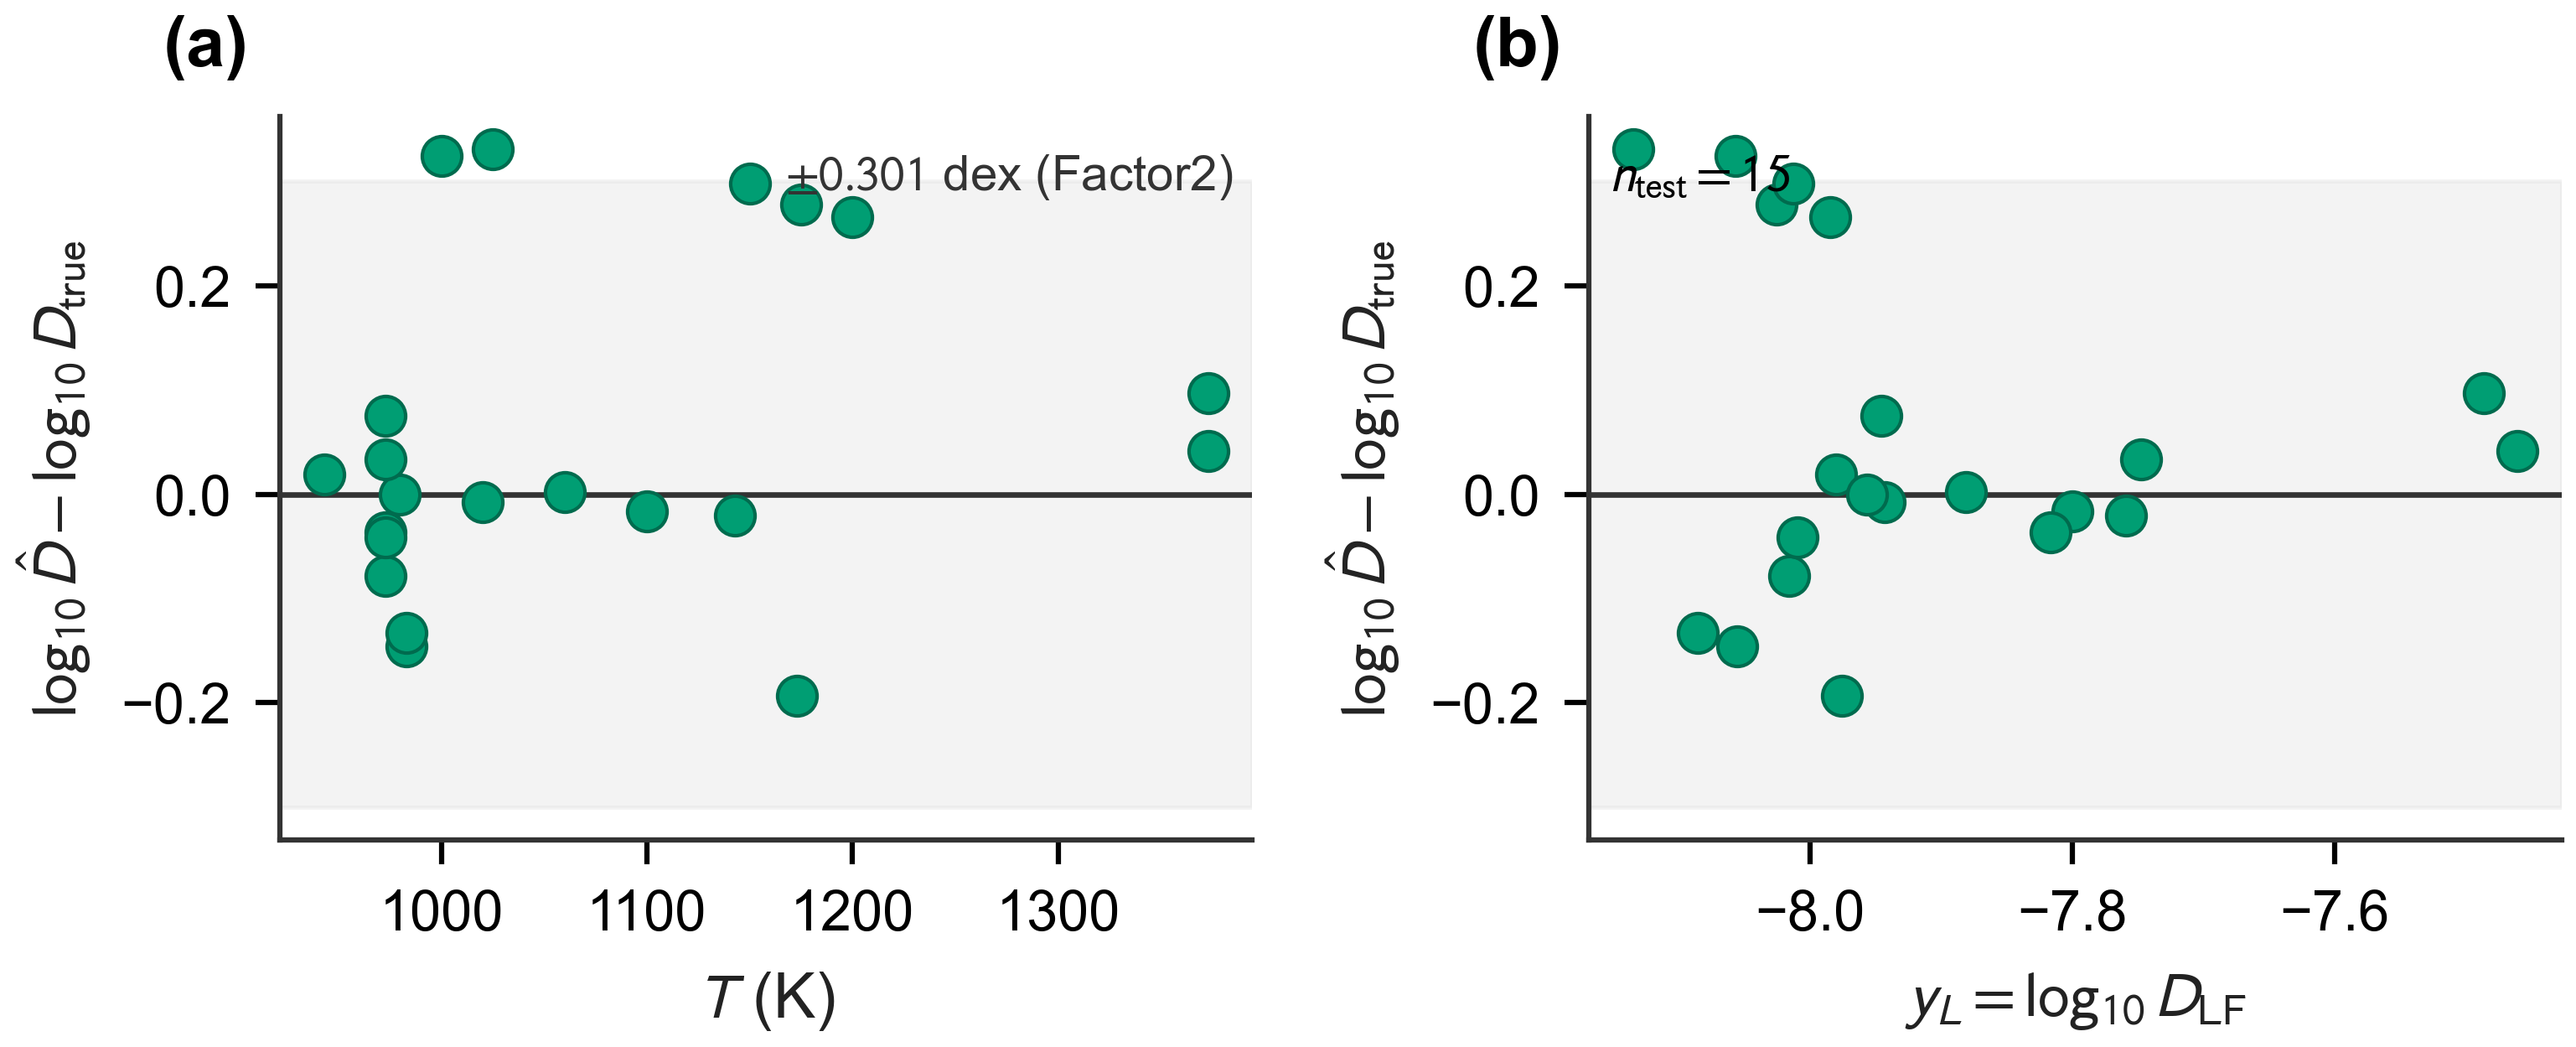 (a)
±0.301 dex (Factor2)
0.2
0.0
−0.2
log₁₀ D̂ − log₁₀ D_true
1000 1100 1200 1300
T (K)
(b)
n_test = 15
0.2
0.0
−0.2
log₁₀ D̂ − log₁₀ D_true
−8.0 −7.8 −7.6
y_L = log₁₀ D_LF